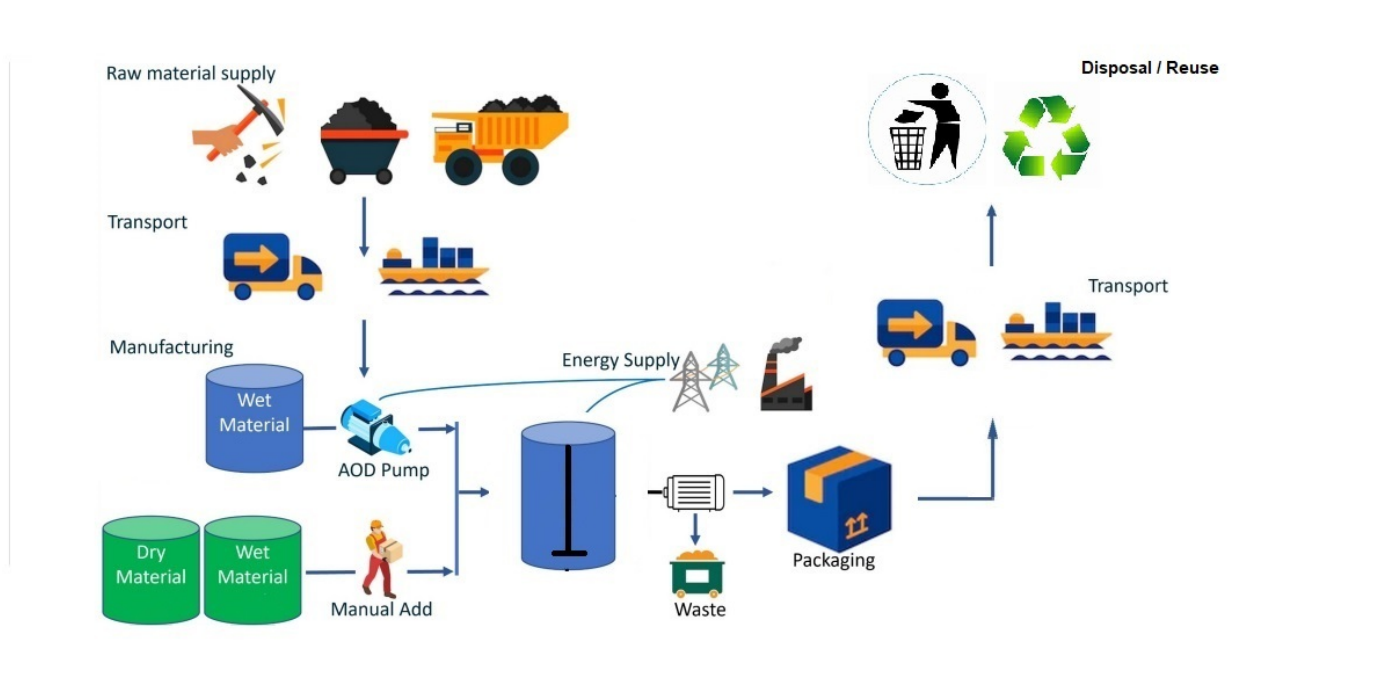 Raw material supply
Disposal / Reuse
Transport
Transport
Manufacturing
Energy Supply
Wet
Material
AOD Pump
Dry
Material
Wet
Material
Manual Add
Packaging
Waste